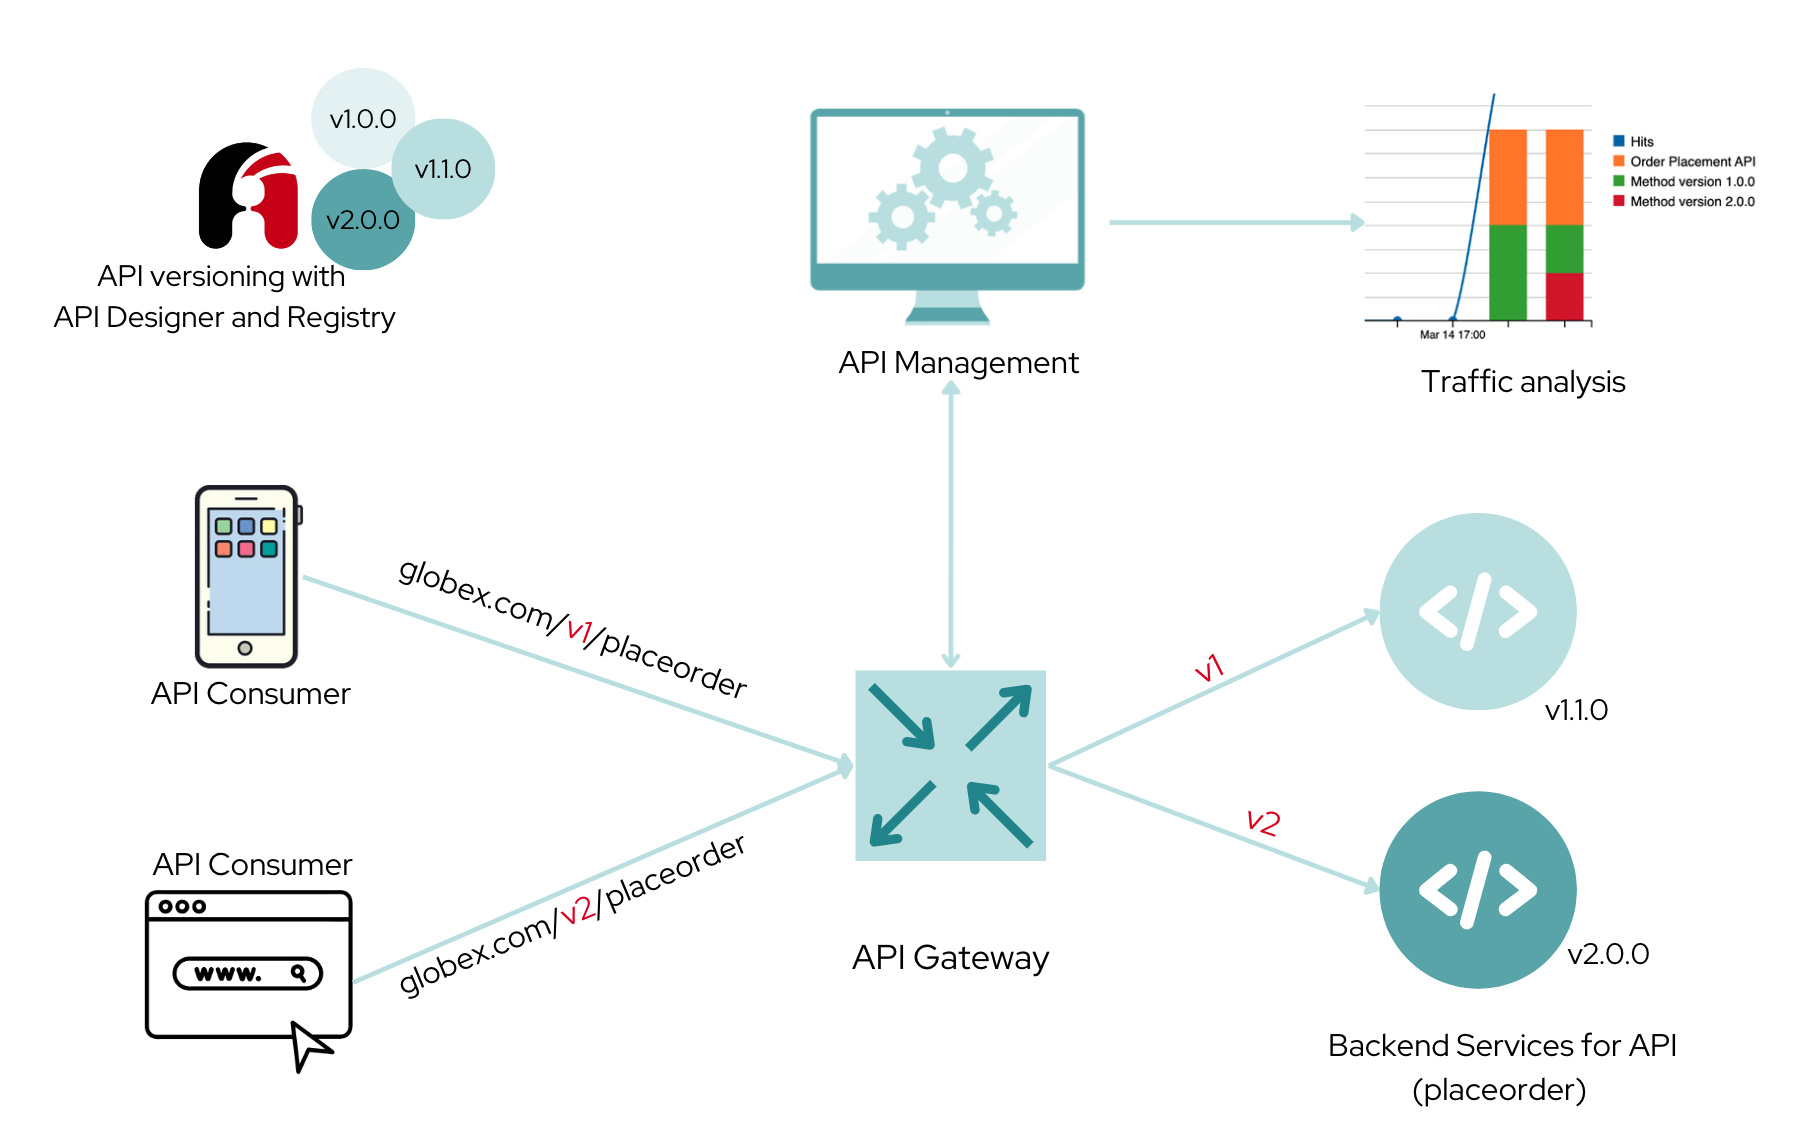 v1.0.0
v1.1.0
v2.0.0
API versioning with
API Designer and Registry
API Management
Hits
Order Placement API
Method version 1.0.0
Method version 2.0.0
Mar 14 17:00
Traffic analysis
API Consumer
globex.com/v1/placeorder
API Consumer
www.
globex.com/v2/placeorder
API Gateway
v1
v1.1.0
v2
v2.0.0
Backend Services for API
(placeorder)